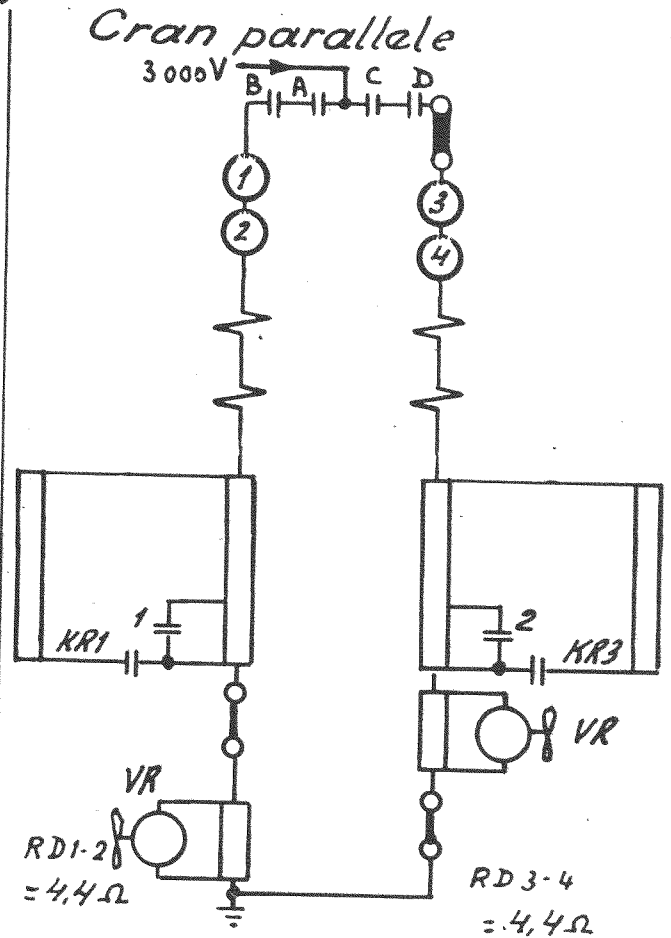 Cran parallele
3000V
B A C D
1
2
3
4
1
KR1
2
KR3
VR
VR
RD1-2
=4,4Ω
RD3-4
=4,4Ω